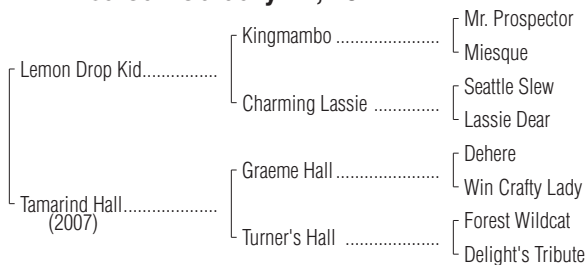 Kingmambo ..................
Mr. Prospector
Miesque
Lemon Drop Kid...............
Charming Lassie .............
Seattle Slew
Lassie Dear
Graeme Hall ..................
Dehere
Win Crafty Lady
Tamarind Hall...................
(2007)
Turner's Hall ...................
Forest Wildcat
Delight's Tribute